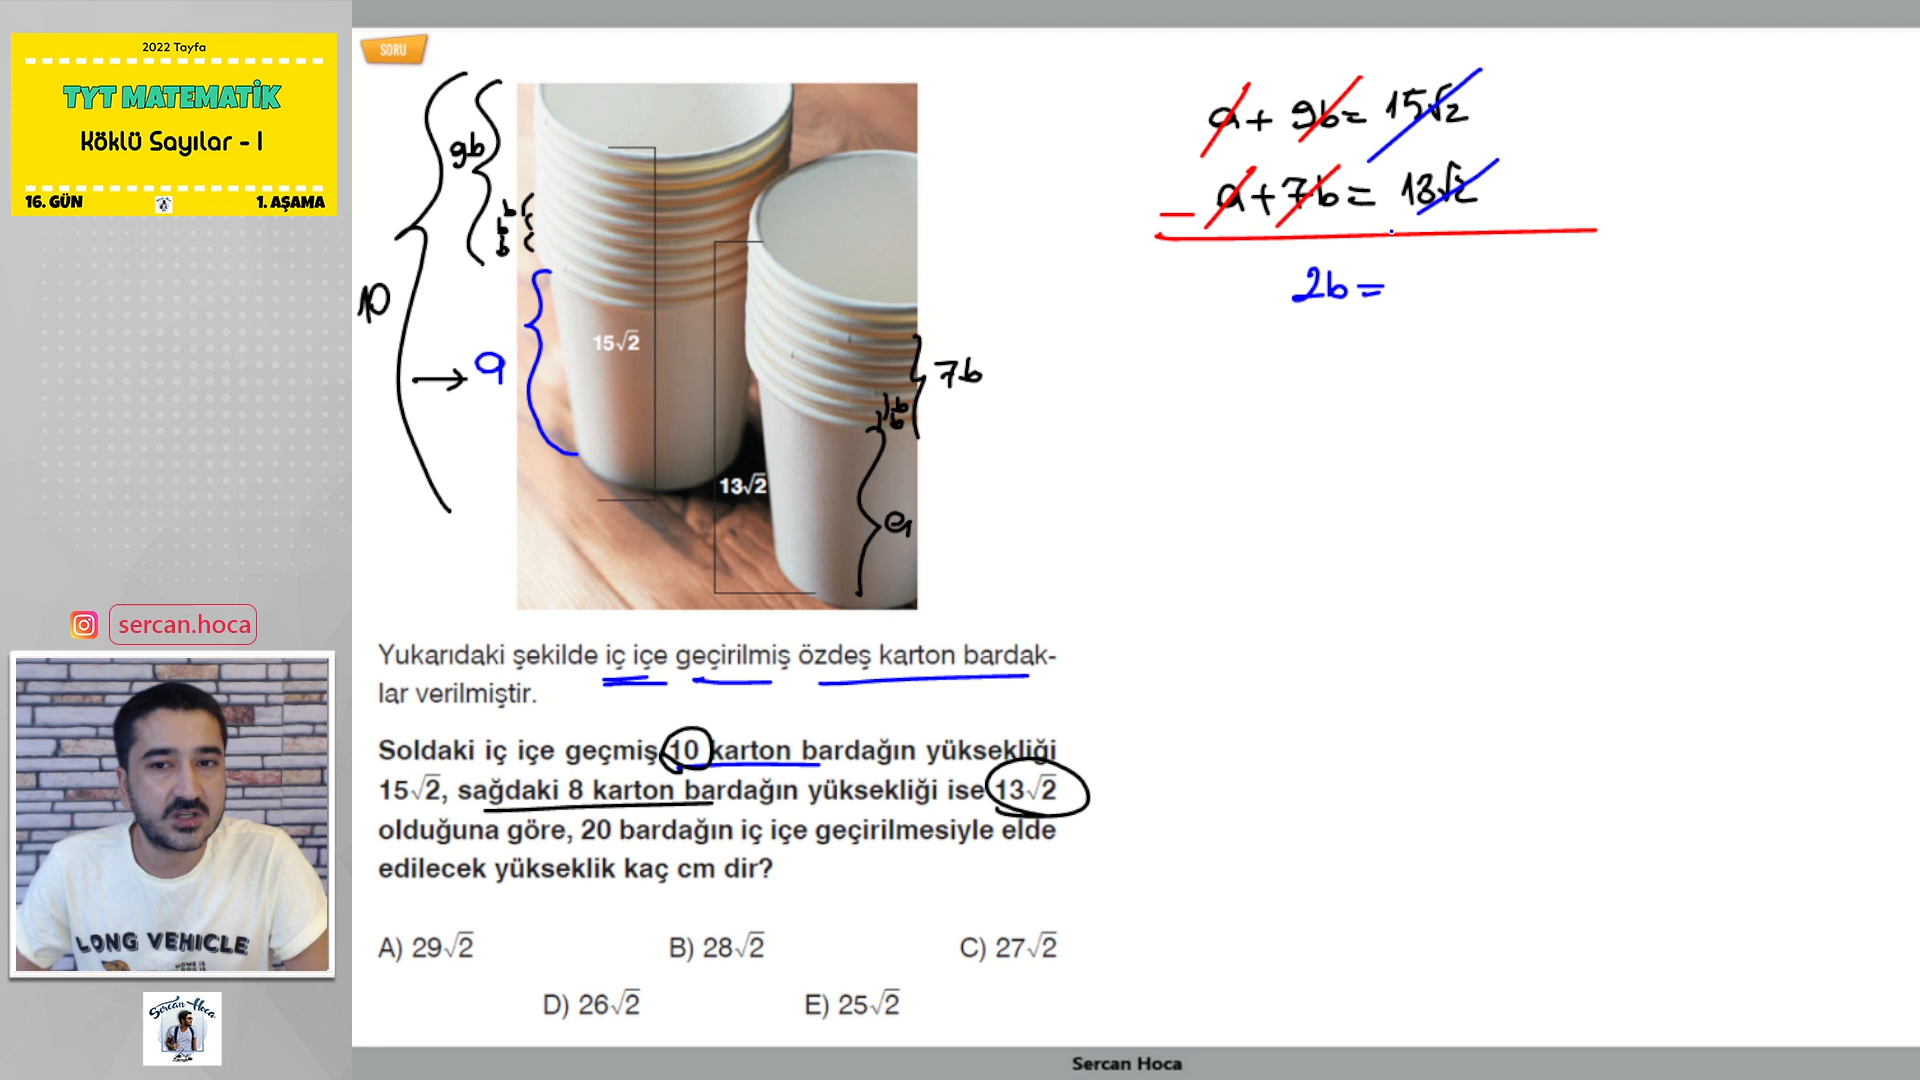 2022 Tayfa
TYT MATEMATİK
Köklü Sayılar - I
16. GÜN
1. AŞAMA
sercan.hoca
LONG VEHICLE
Sercan Hoca
SORU
10
9b
b
b
b
a
15√2
13√2
7b
b
b
a
a + 9b = 15√2
a + 7b = 13√2
2b =
Yukarıdaki şekilde iç içe geçirilmiş özdeş karton bardak-
lar verilmiştir.
Soldaki iç içe geçmiş 10 karton bardağın yüksekliği
15√2, sağdaki 8 karton bardağın yüksekliği ise 13√2
olduğuna göre, 20 bardağın iç içe geçirilmesiyle elde
edilecek yükseklik kaç cm dir?
A) 29√2 B) 28√2 C) 27√2
D) 26√2 E) 25√2
Sercan Hoca